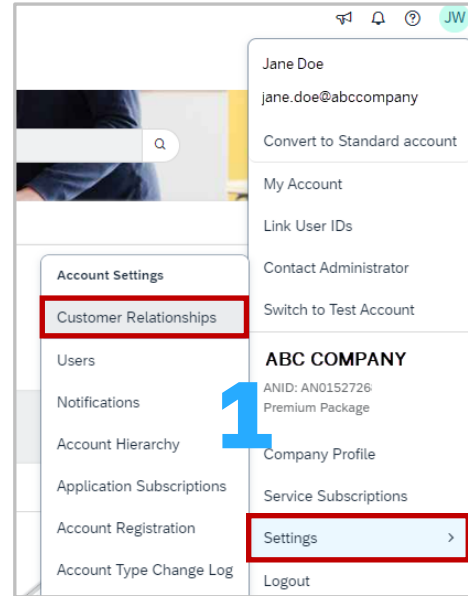 JW
Jane Doe
jane.doe@abccompany
Convert to Standard account
My Account
Link User IDs
Contact Administrator
Switch to Test Account
ABC COMPANY
ANID: AN0152726
Premium Package
Company Profile
Service Subscriptions
Settings
Logout
Account Settings
Customer Relationships
Users
Notifications
Account Hierarchy
Application Subscriptions
Account Registration
Account Type Change Log
1